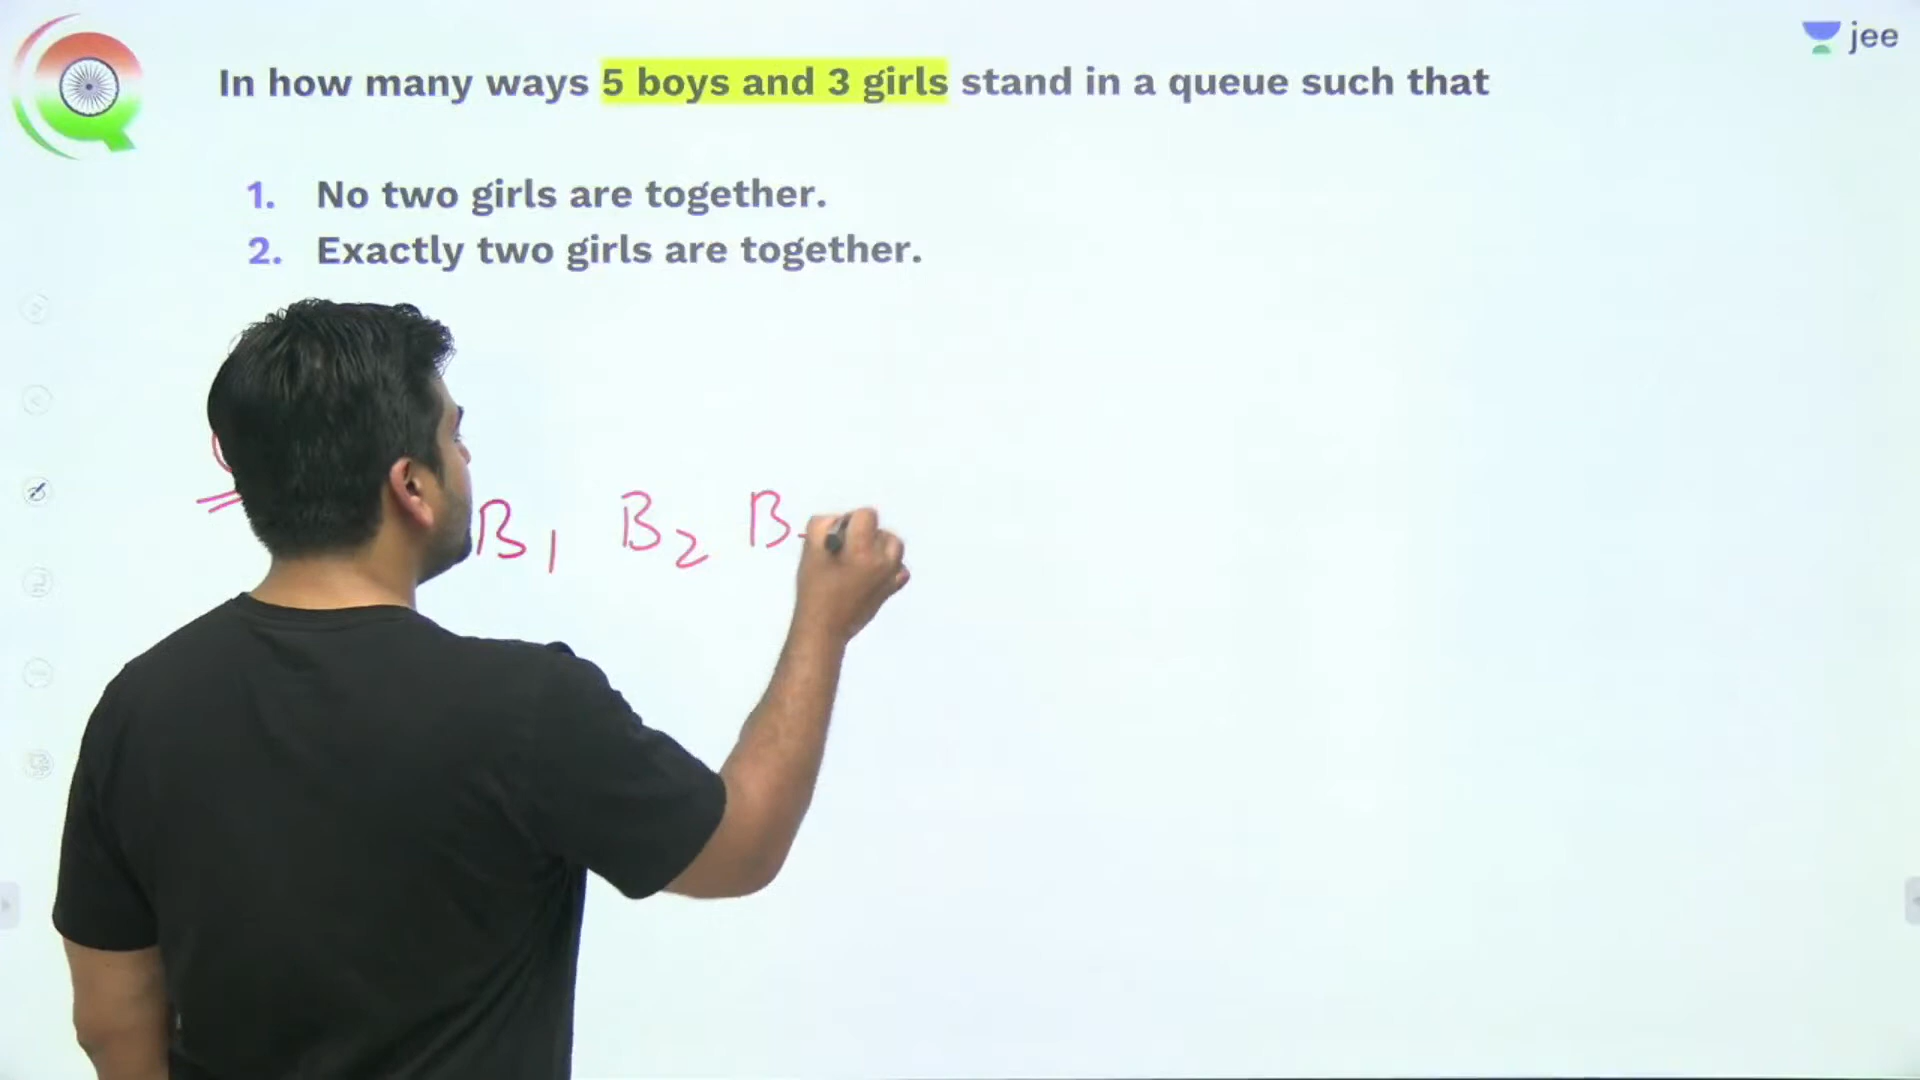 jee
In how many ways 5 boys and 3 girls stand in a queue such that
1. No two girls are together.
2. Exactly two girls are together.
B1 B2 B